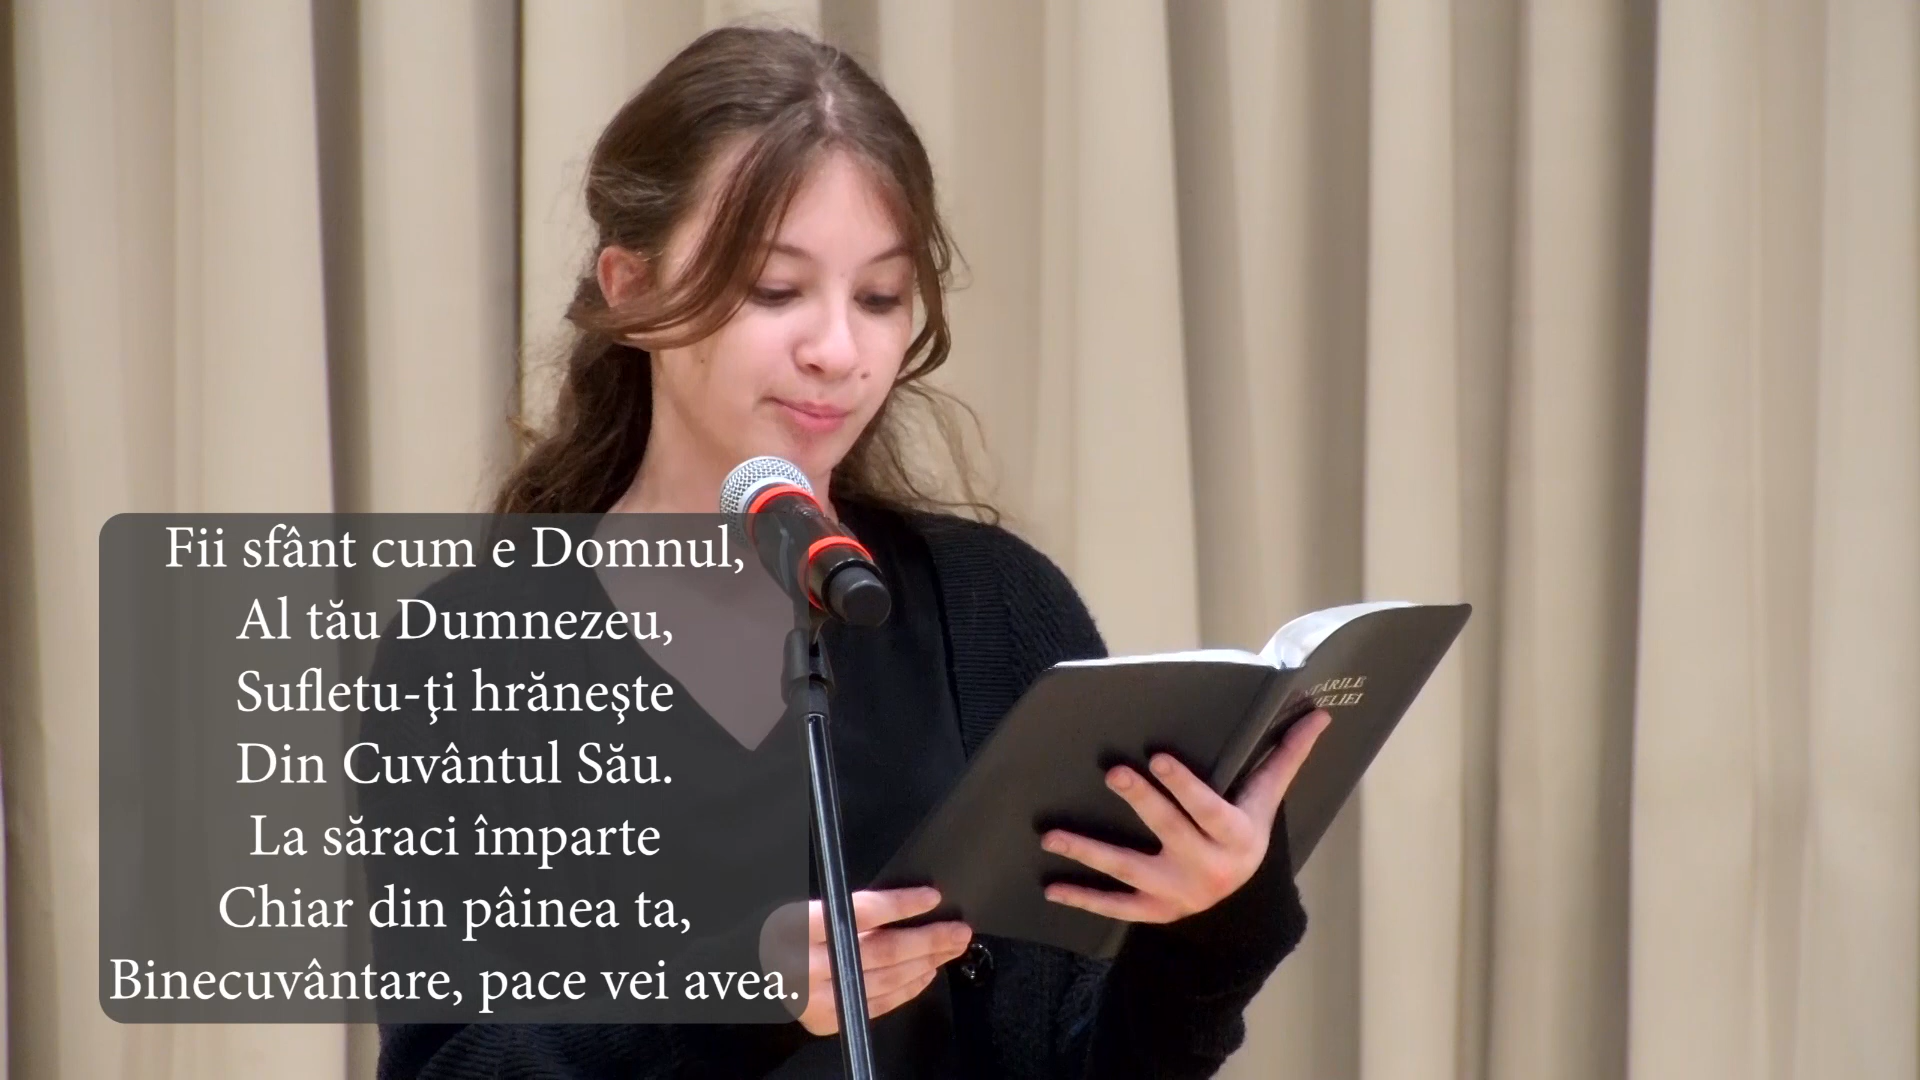 Fii sfânt cum e Domnul,
Al tău Dumnezeu,
Sufletu-ţi hrăneşte
Din Cuvântul Său.
La săraci împarte
Chiar din pâinea ta,
Binecuvântare, pace vei avea.